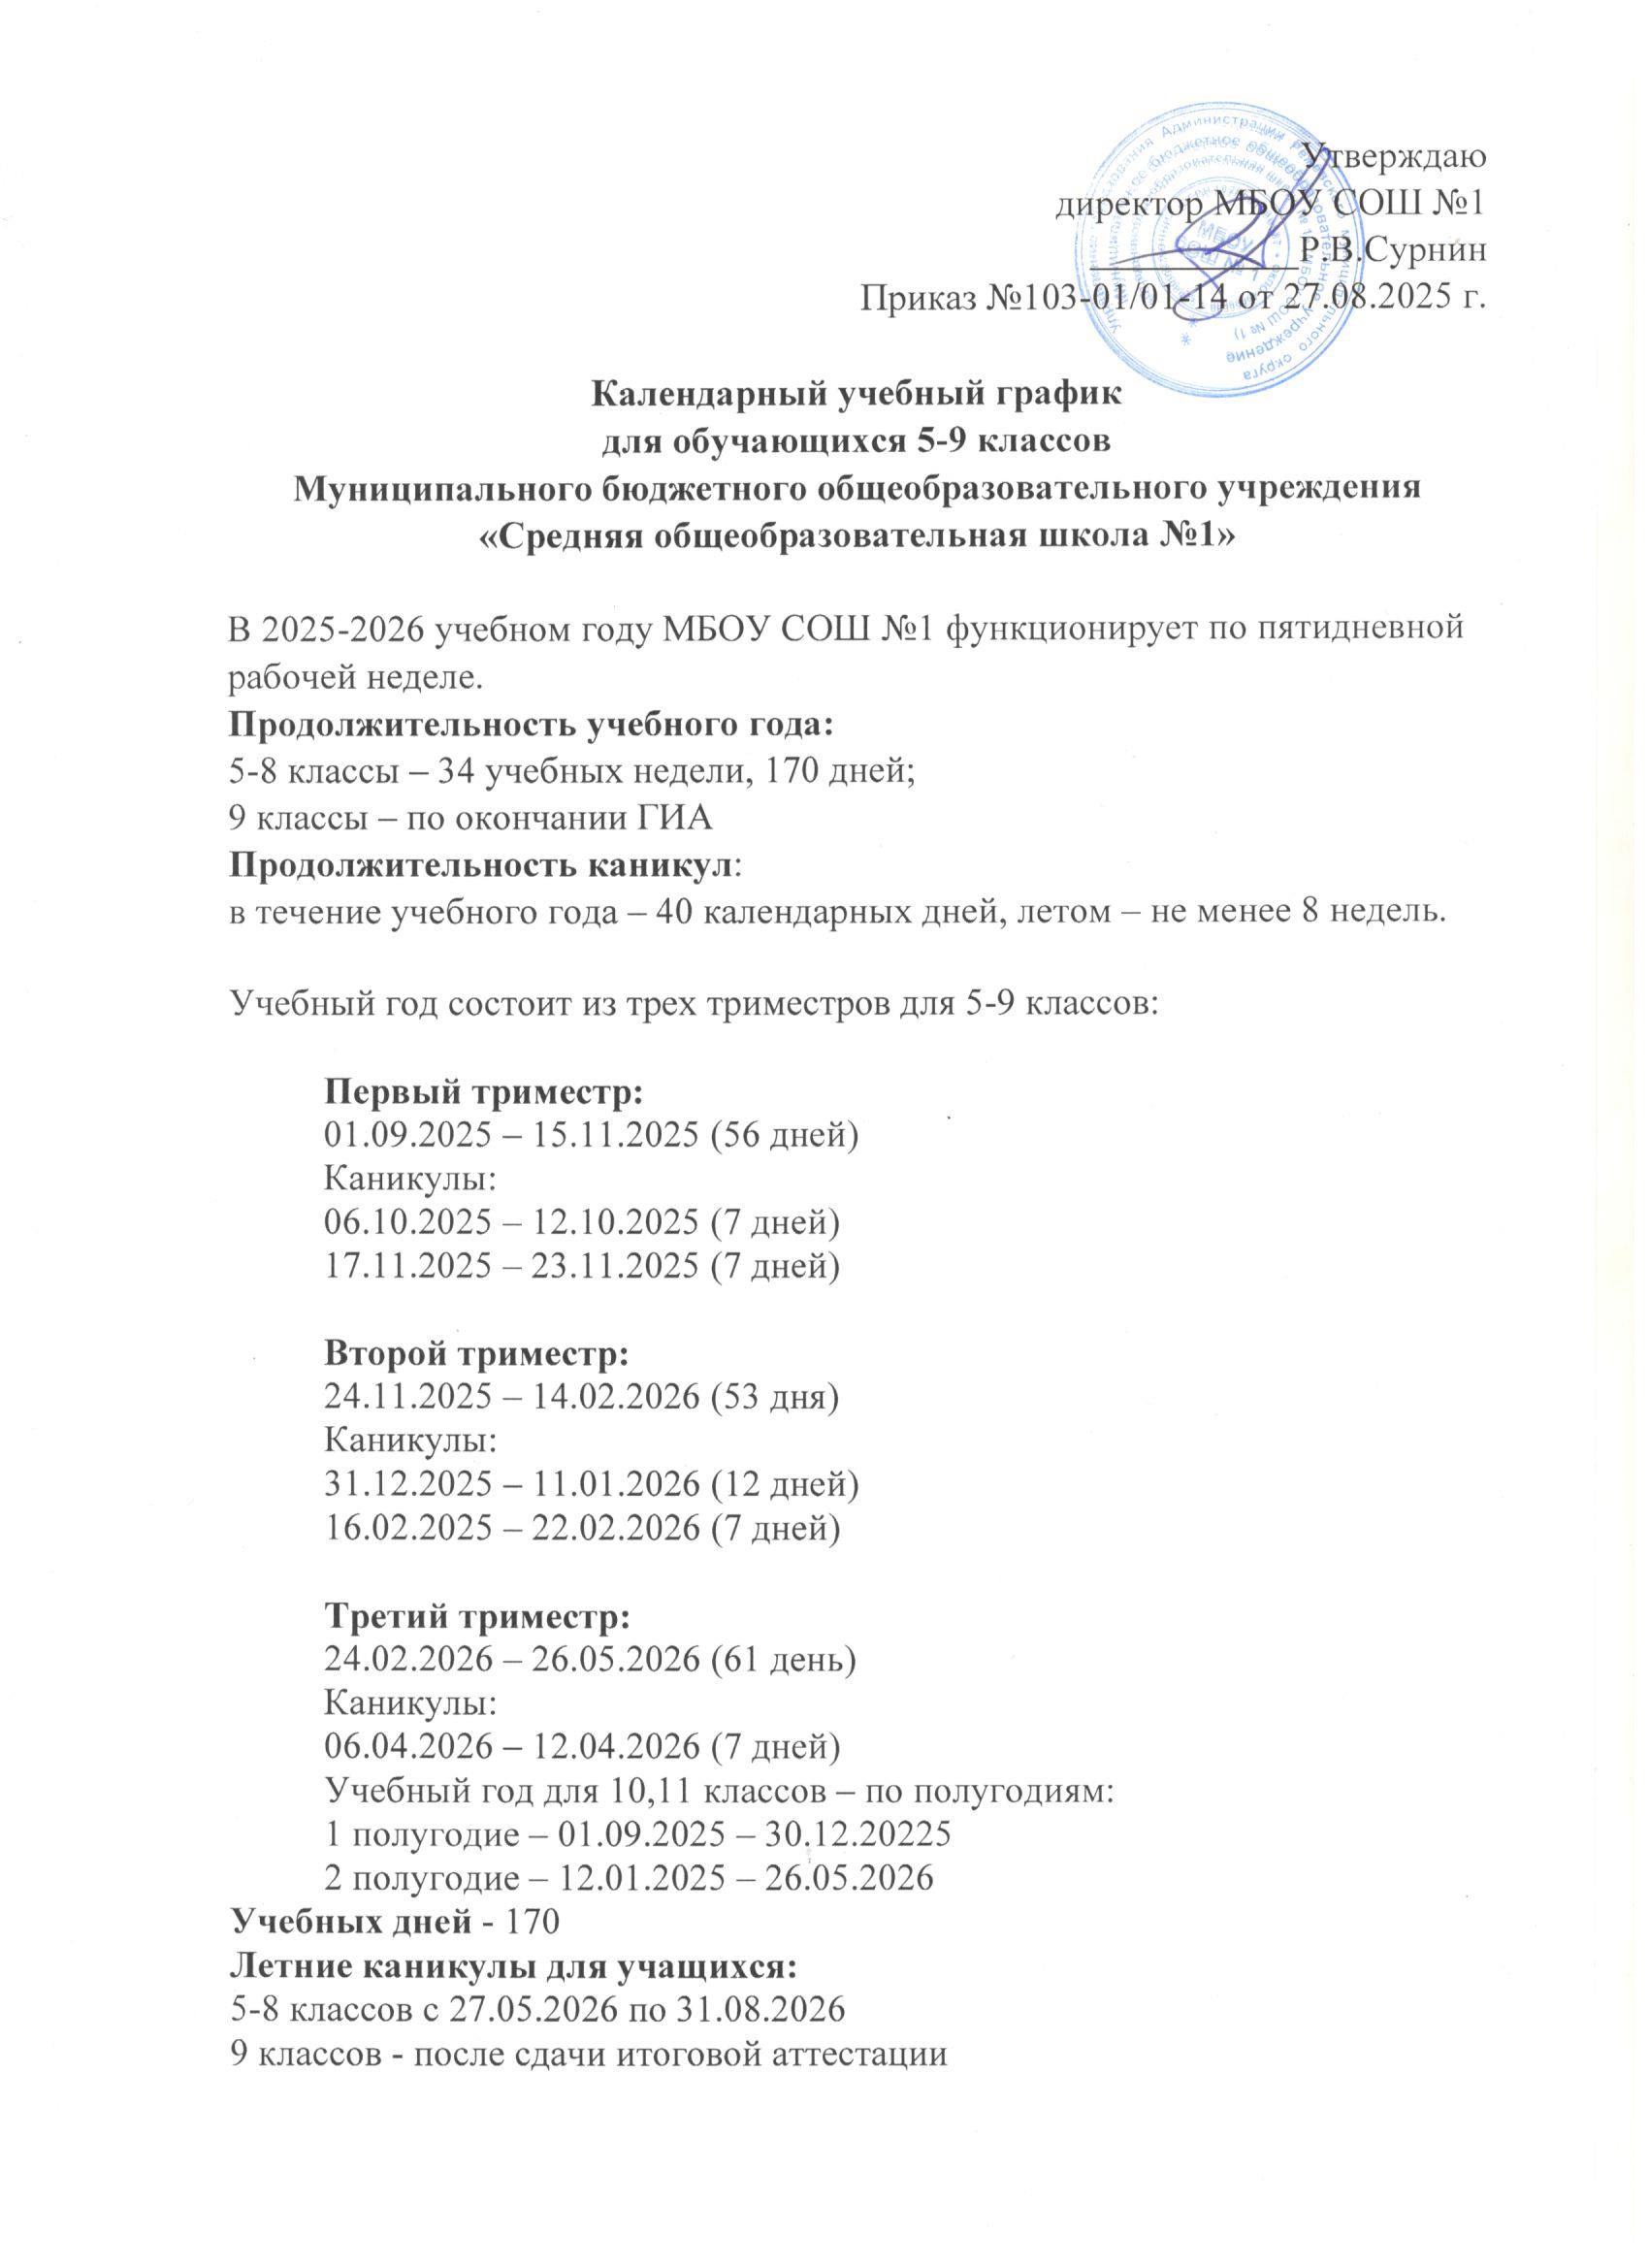 Утверждаю
директор МБОУ СОШ №1
Р.В.Сурнин
Приказ №103-01/01-14 от 27.08.2025 г.
МБОУ
СОШ № 1
Календарный учебный график
для обучающихся 5-9 классов
Муниципального бюджетного общеобразовательного учреждения
«Средняя общеобразовательная школа №1»
В 2025-2026 учебном году МБОУ СОШ №1 функционирует по пятидневной
рабочей неделе.
Продолжительность учебного года:
5-8 классы – 34 учебных недели, 170 дней;
9 классы – по окончании ГИА
Продолжительность каникул:
в течение учебного года – 40 календарных дней, летом – не менее 8 недель.
Учебный год состоит из трех триместров для 5-9 классов:
Первый триместр:
01.09.2025 – 15.11.2025 (56 дней)
Каникулы:
06.10.2025 – 12.10.2025 (7 дней)
17.11.2025 – 23.11.2025 (7 дней)
Второй триместр:
24.11.2025 – 14.02.2026 (53 дня)
Каникулы:
31.12.2025 – 11.01.2026 (12 дней)
16.02.2025 – 22.02.2026 (7 дней)
Третий триместр:
24.02.2026 – 26.05.2026 (61 день)
Каникулы:
06.04.2026 – 12.04.2026 (7 дней)
Учебный год для 10,11 классов – по полугодиям:
1 полугодие – 01.09.2025 – 30.12.20225
2 полугодие – 12.01.2025 – 26.05.2026
Учебных дней - 170
Летние каникулы для учащихся:
5-8 классов с 27.05.2026 по 31.08.2026
9 классов - после сдачи итоговой аттестации